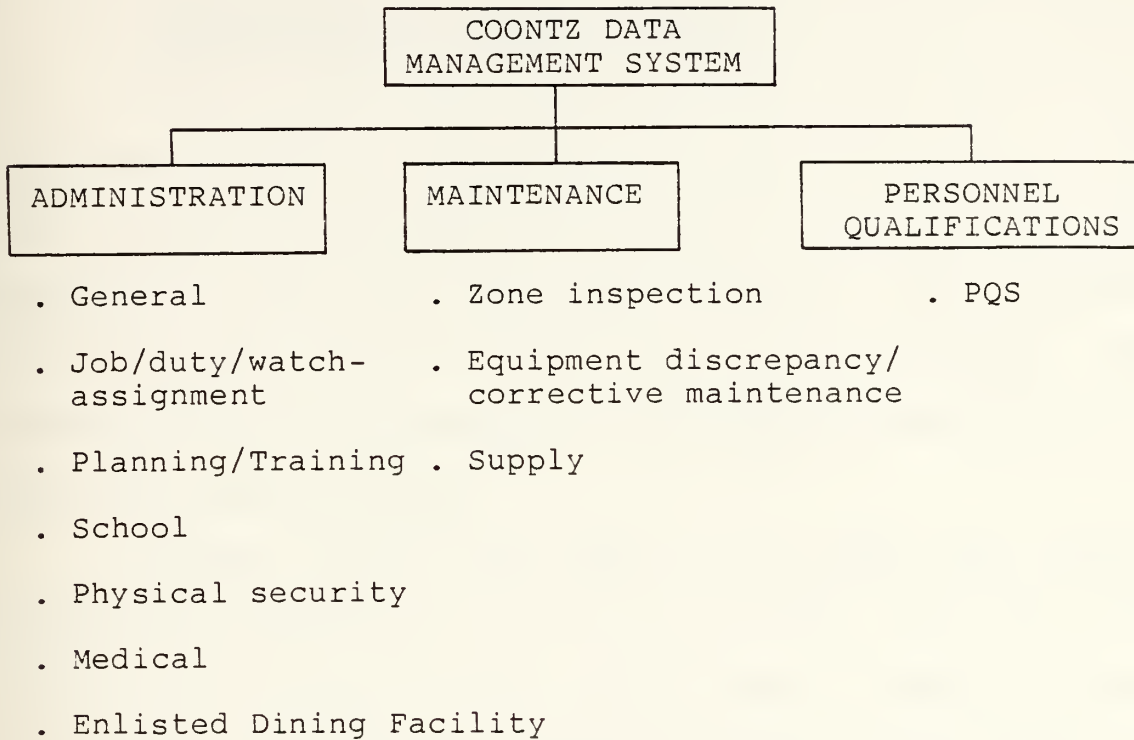 COONTZ DATA
MANAGEMENT SYSTEM
ADMINISTRATION
MAINTENANCE
PERSONNEL
QUALIFICATIONS
. General
. Job/duty/watch-
assignment
. Planning/Training
. School
. Physical security
. Medical
. Enlisted Dining Facility
. Zone inspection
. Equipment discrepancy/
corrective maintenance
. Supply
. PQS